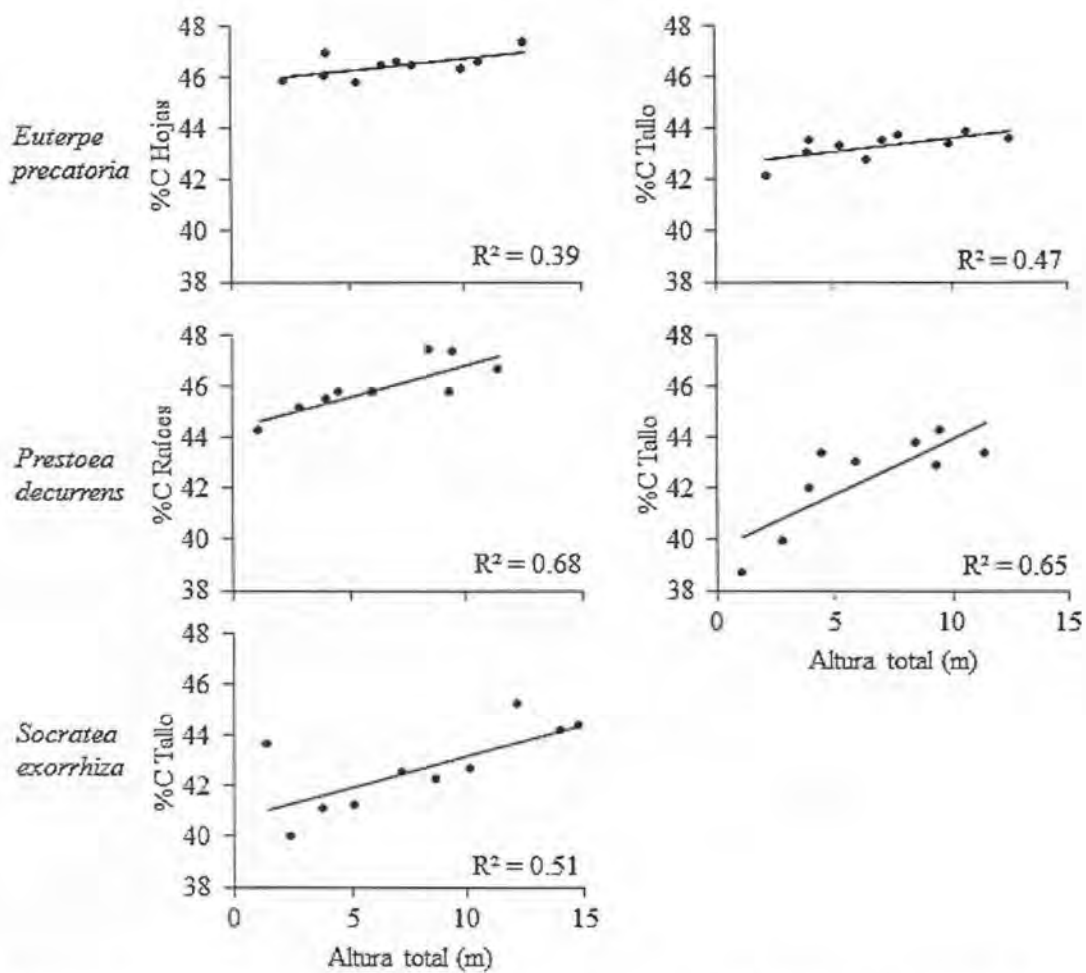 Euterpe
precatoria
%C Hojas
48
46
44
42
40
38
R² = 0.39
%C Tallo
48
46
44
42
40
38
R² = 0.47
Prestoea
decurrens
%C Raíces
48
46
44
42
40
38
R² = 0.68
%C Tallo
48
46
44
42
40
38
R² = 0.65
0 5 10 15
Altura total (m)
Socratea
exorrhiza
%C Tallo
48
46
44
42
40
38
R² = 0.51
0 5 10 15
Altura total (m)